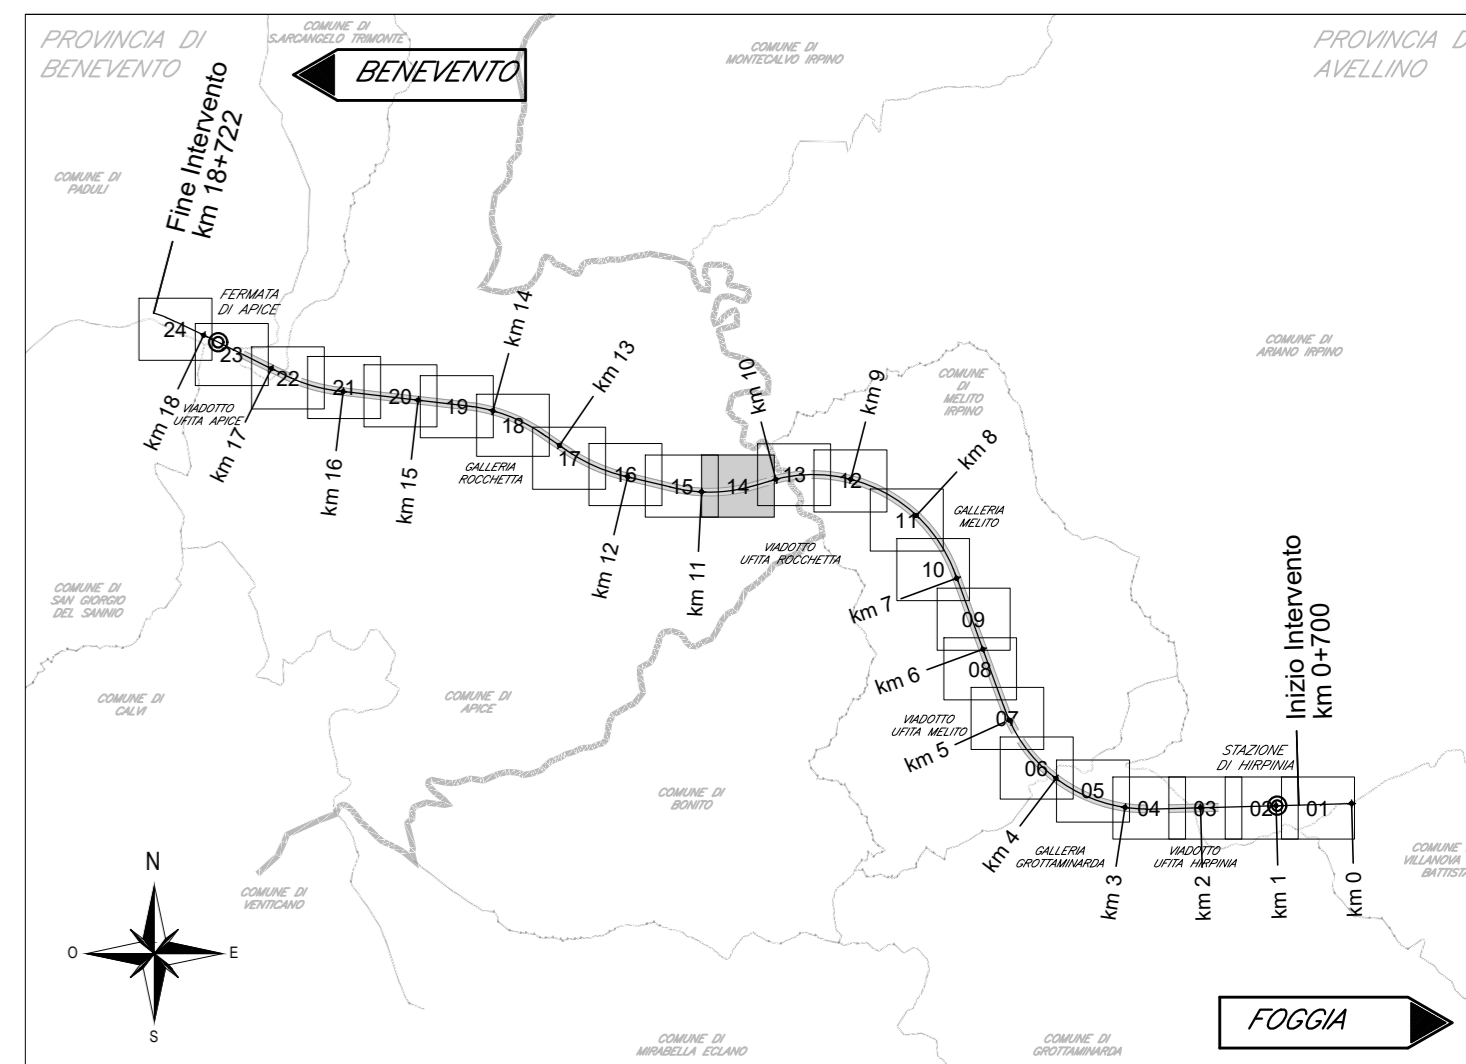 PROVINCIA DI
BENEVENTO
COMUNE DI
S.ARCANGELO TRIMONTE
BENEVENTO
COMUNE DI
MONTECALVO IRPINO
PROVINCIA D
AVELLINO
COMUNE DI
PADULI
Fine Intervento
km 18+722
FERMATA
DI APICE
24
23
22
21
20
19
18
17
16
15
14
13
12
11
10
09
08
07
06
05
04
03
02
01
km 18
km 17
km 16
km 15
km 14
km 13
km 12
km 11
km 10
km 9
km 8
km 7
km 6
km 5
km 4
km 3
km 2
km 1
km 0
VIADOTTO
UFITA APICE
GALLERIA
ROCCHETTA
VIADOTTO
UFITA ROCCHETTA
COMUNE
DI
MELITO
IRPINO
COMUNE DI
ARIANO IRPINO
GALLERIA
MELITO
COMUNE DI
SAN GIORGIO
DEL SANNIO
COMUNE DI
CALVI
COMUNE DI
APICE
VIADOTTO
UFITA MELITO
Inizio Intervento
km 0+700
STAZIONE
DI HIRPINIA
COMUNE DI
BONITO
GALLERIA
GROTTAMINARDA
VIADOTTO
UFITA HIRPINIA
COMUNE
VILLANOVA
BATTISTA
COMUNE DI
VENTICANO
N
O
E
S
FOGGIA
COMUNE DI
MIRABELLA ECLANO
COMUNE DI
GROTTAMINARDA